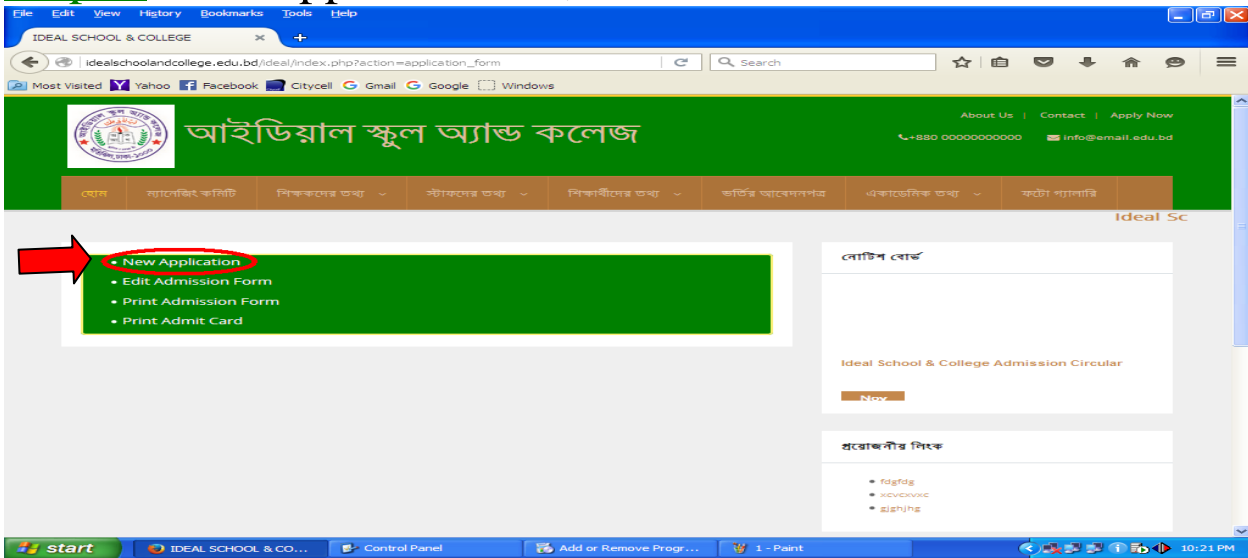 File Edit View History Bookmarks Tools Help
IDEAL SCHOOL & COLLEGE × +
idealschoolandcollege.edu.bd/ideal/index.php?action=application_form Search
Most Visited Yahoo Facebook Citycell Gmail Google Windows
আইডিয়াল স্কুল অ্যান্ড কলেজ
About Us | Contact | Apply Now
+880 00000000000 info@email.edu.bd
হোম ম্যানেজিং কমিটি শিক্ষকদের তথ্য স্টাফদের তথ্য শিক্ষার্থীদের তথ্য ভর্তির আবেদনপত্র একাডেমিক তথ্য ফটো গ্যালারি
Ideal Sc
• New Application
• Edit Admission Form
• Print Admission Form
• Print Admit Card
নোটিশ বোর্ড
Ideal School & College Admission Circular
Nov
প্রয়োজনীয় লিংক
• fdgfdg
• xcvcxvxc
• gjghjhg
start IDEAL SCHOOL & CO... Control Panel Add or Remove Progr... 1 - Paint 10:21 PM